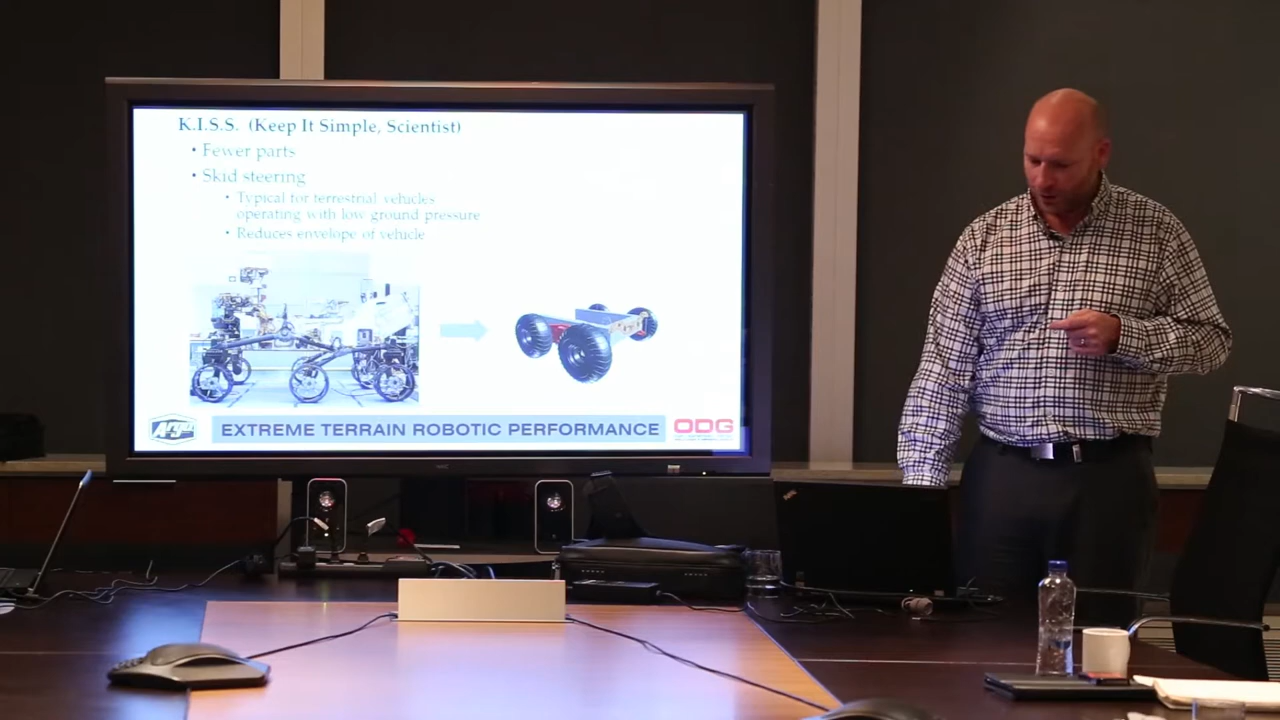 K.I.S.S. (Keep It Simple, Scientist)
• Fewer parts
• Skid steering
• Typical for terrestrial vehicles
operating with low ground pressure
• Reduces envelope of vehicle
Argo
EXTREME TERRAIN ROBOTIC PERFORMANCE
ODG